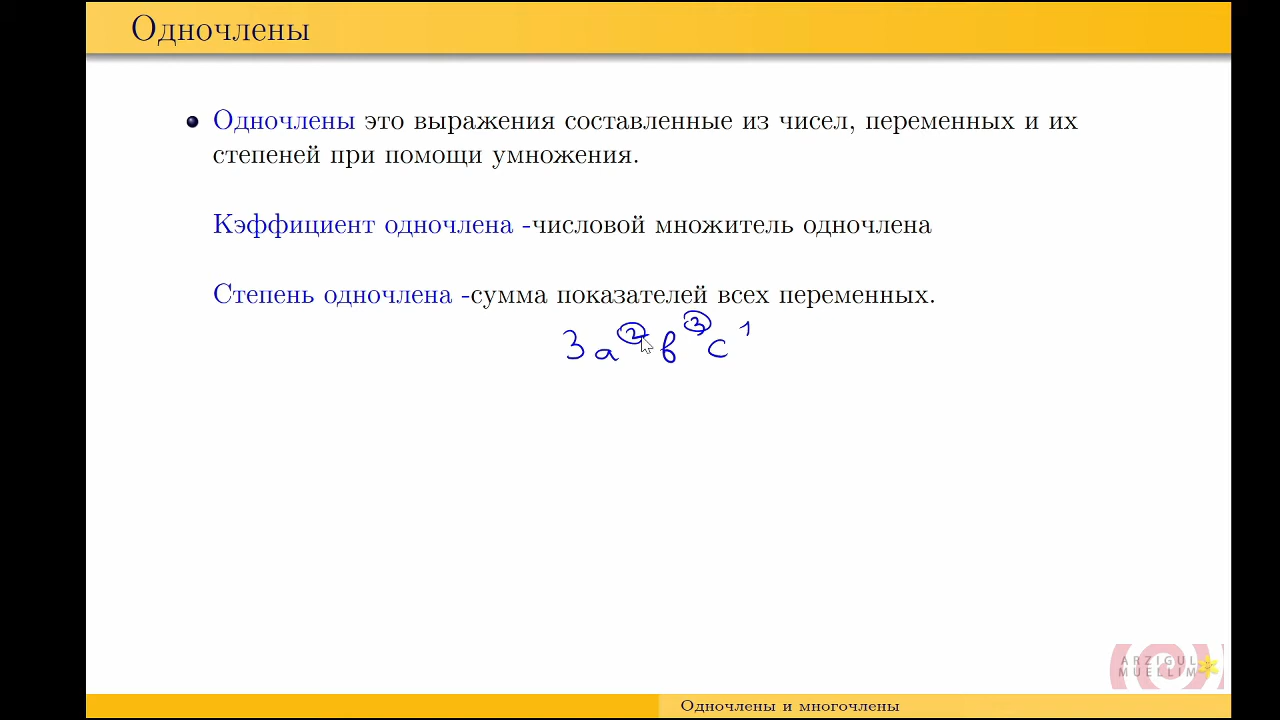 Одночлены
Одночлены это выражения составленные из чисел, переменных и их
степеней при помощи умножения.
Кэффициент одночлена -числовой множитель одночлена
Степень одночлена -сумма показателей всех переменных.
3a²в³c¹
ARZIGUL
MUELLIM
Одночлены и многочлены